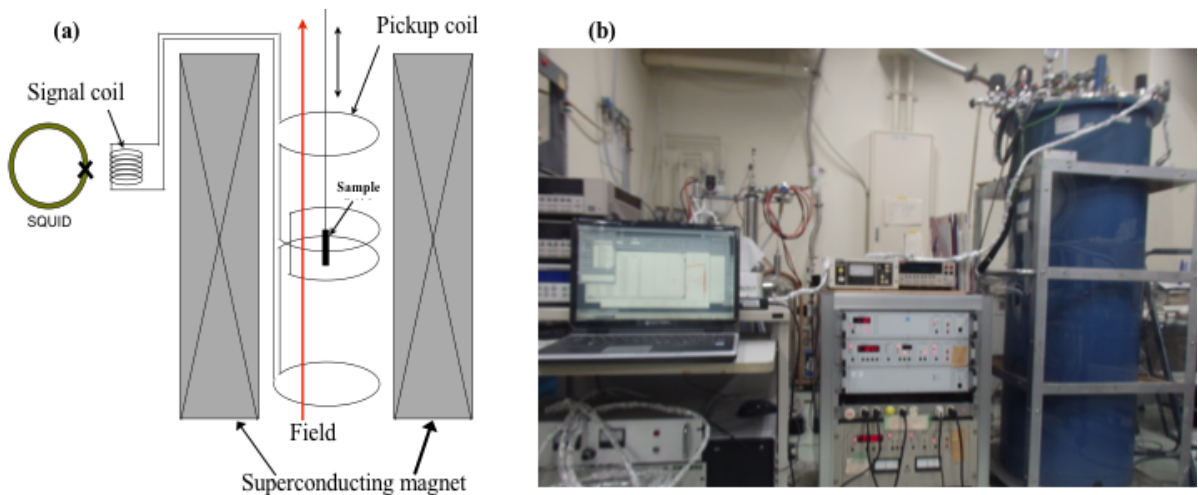 (a)
Pickup coil
Signal coil
Sample
SQUID
Field
Superconducting magnet
(b)